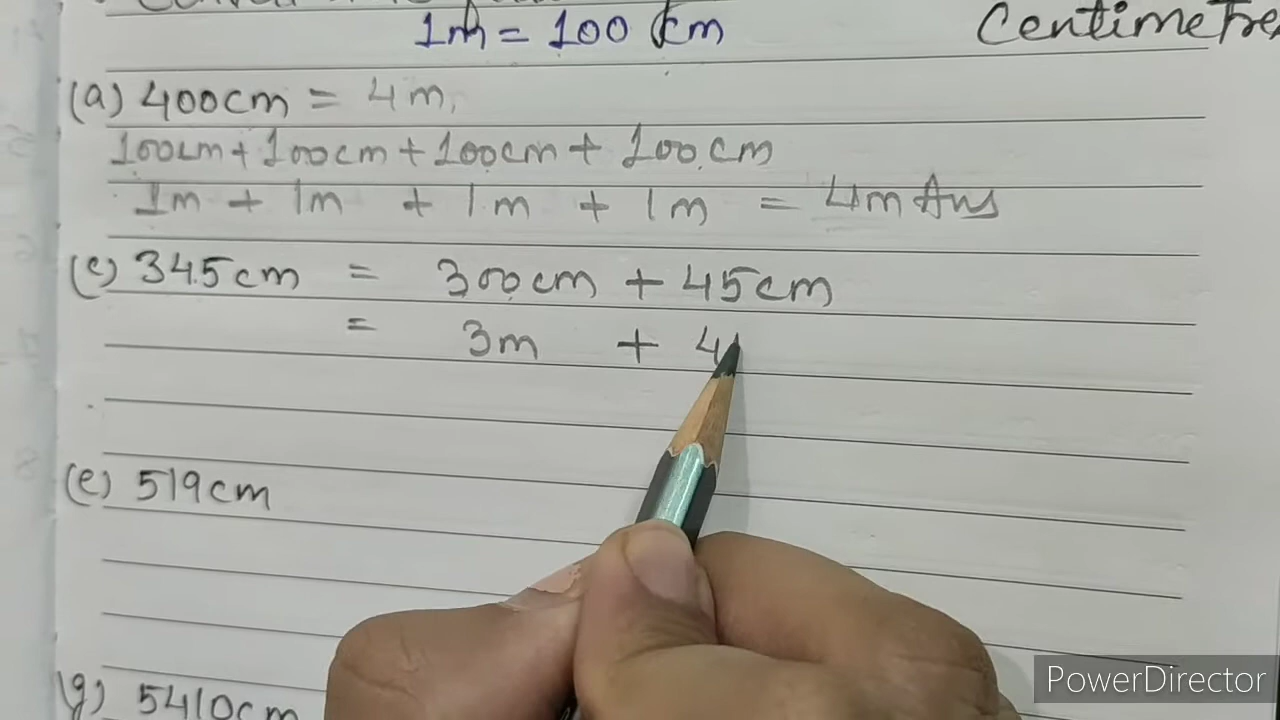 1m = 100 cm
Centimetre
(a) 400cm = 4m,
100cm + 100cm + 100cm + 100cm
1m + 1m + 1m + 1m = 4m Ans
(c) 345cm = 300cm + 45cm
= 3m + 4
(e) 519cm
(g) 5410cm
PowerDirector